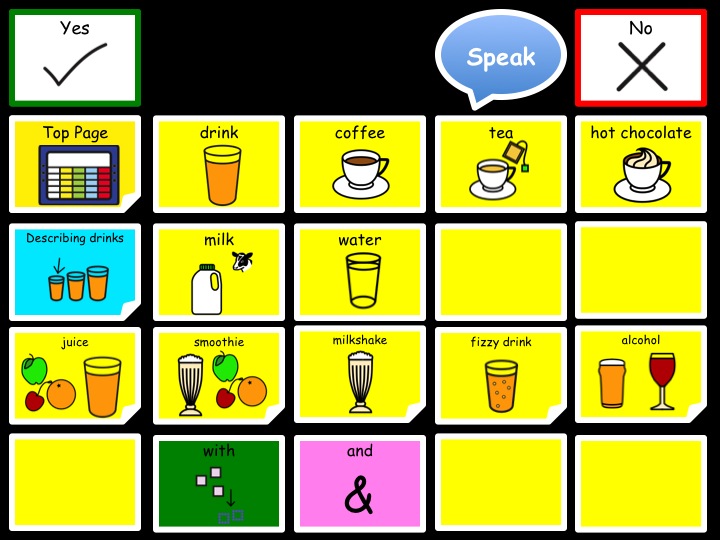 Yes
Speak
No
Top Page
drink
coffee
tea
hot chocolate
Describing drinks
milk
water
juice
smoothie
milkshake
fizzy drink
alcohol
with
and
&